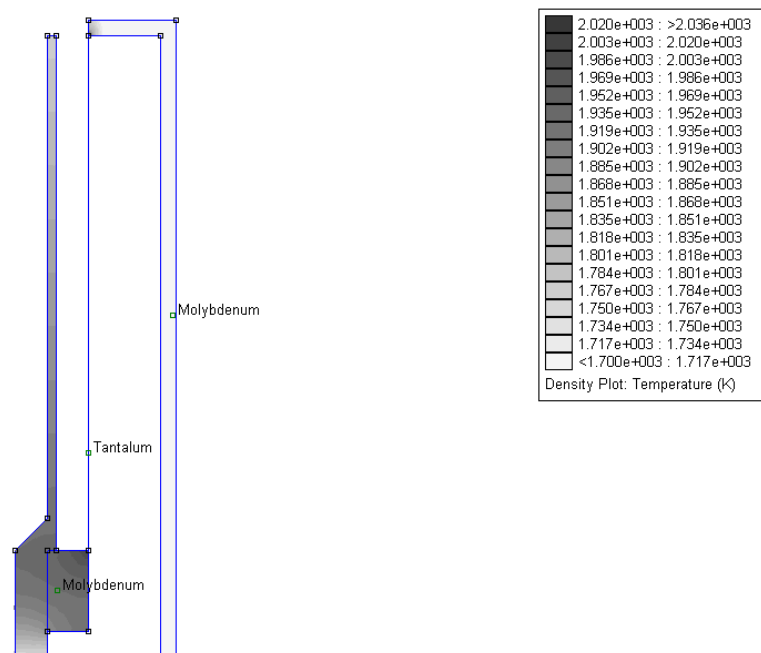 Molybdenum
Tantalum
Molybdenum
2.020e+003 : >2.036e+003
2.003e+003 : 2.020e+003
1.986e+003 : 2.003e+003
1.969e+003 : 1.986e+003
1.952e+003 : 1.969e+003
1.935e+003 : 1.952e+003
1.919e+003 : 1.935e+003
1.902e+003 : 1.919e+003
1.885e+003 : 1.902e+003
1.868e+003 : 1.885e+003
1.851e+003 : 1.868e+003
1.835e+003 : 1.851e+003
1.818e+003 : 1.835e+003
1.801e+003 : 1.818e+003
1.784e+003 : 1.801e+003
1.767e+003 : 1.784e+003
1.750e+003 : 1.767e+003
1.734e+003 : 1.750e+003
1.717e+003 : 1.734e+003
<1.700e+003 : 1.717e+003
Density Plot: Temperature (K)